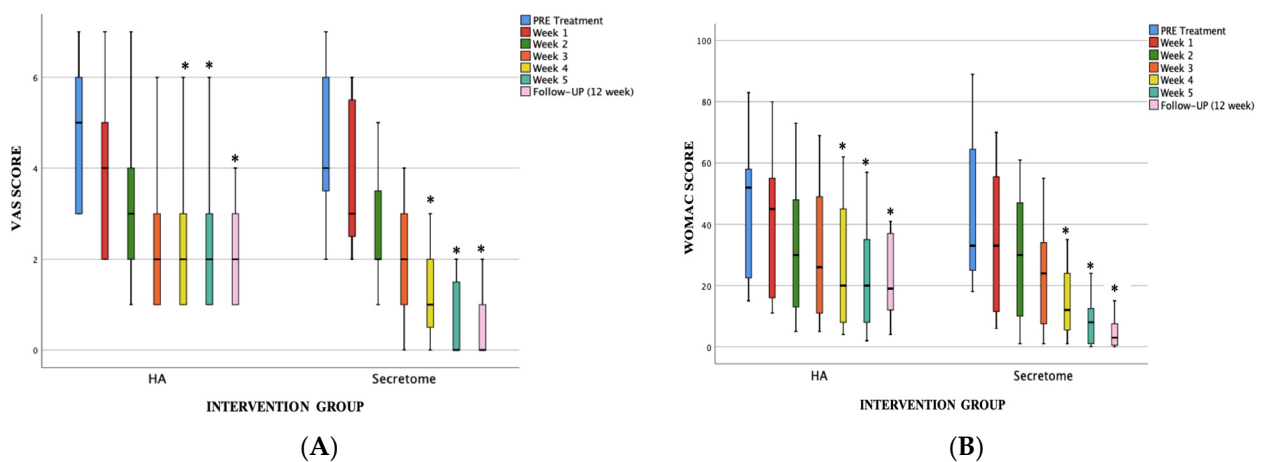 PRE Treatment
Week 1
Week 2
Week 3
Week 4
Week 5
Follow-UP (12 week)
VAS SCORE
6
4
2
0
* * *
* * *
HA Secretome
INTERVENTION GROUP
(A)
PRE Treatment
Week 1
Week 2
Week 3
Week 4
Week 5
Follow-UP (12 week)
WOMAC SCORE
100
80
60
40
20
0
* * *
* * *
HA Secretome
INTERVENTION GROUP
(B)